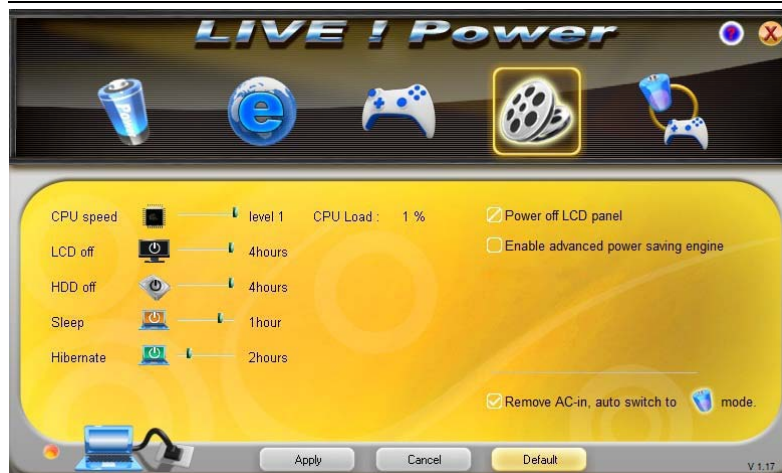 LIVE ! Power
CPU speed level 1 CPU Load : 1 % Power off LCD panel
LCD off 4hours Enable advanced power saving engine
HDD off 4hours
Sleep 1hour
Hibernate 2hours
Remove AC-in, auto switch to mode.
Apply Cancel Default
V 1.17